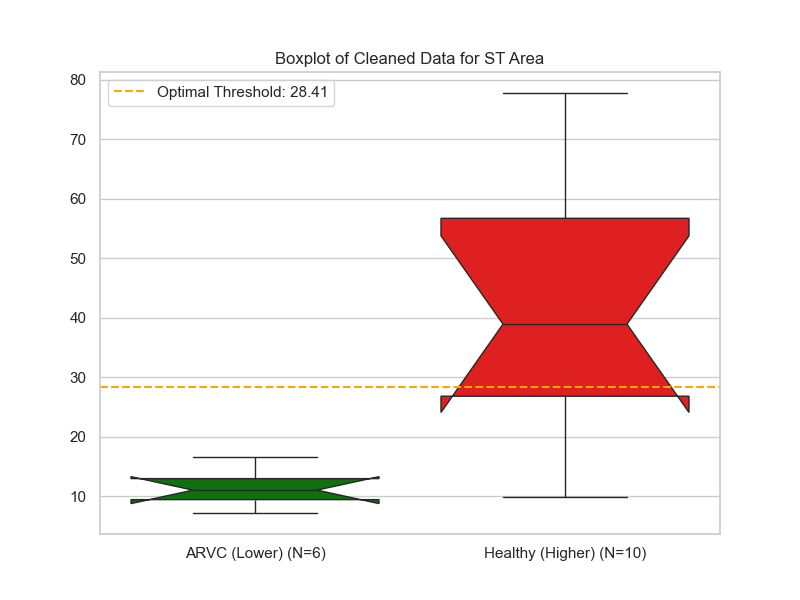 Boxplot of Cleaned Data for ST Area
Optimal Threshold: 28.41
80
70
60
50
40
30
20
10
ARVC (Lower) (N=6)
Healthy (Higher) (N=10)